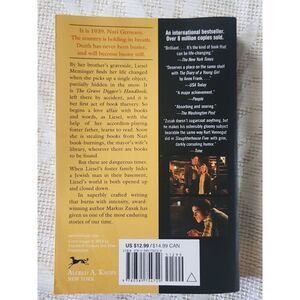 It is 1939. Nazi Germany.
The country is holding its breath.
Death has never been busier,
and will become busier still.
By her brother's graveside, Liesel
Meminger's life is changed when
she picks up a single object,
It is The Grave Digger's Handbook,
left there by accident, and it is
her first act of book thievery. So
begins a love affair with books
and words, as Liesel, with the
help of her accordion-playing
foster father, learns to read. Soon
she is stealing books from Nazi
book-burnings, the mayor's wife's
library, wherever there are books
to be found.
But these are dangerous times.
When Liesel's foster family hides
a Jew in their basement,
Liesel's world is both opened up
and closed down.
In superbly crafted writing
that burns with intensity, award-
winning author Markus Zusak has
given us one of the most enduring
stories of our time.
ALFRED A. KNOPF
NEW YORK
An international bestseller.
Over 8 million copies sold.
"Brilliant. . . . It's the kind of book that can
be life-changing."
—The New York Times
"Deserves a place on the same shelf with
The Diary of a Young Girl
by Anne Frank."
—USA Today
"A major achievement."
—People
"Absorbing and searing."
—The Washington Post
"Zusak doesn't sugarcoat anything, but
he makes his ostensibly gloomy subject
bearable the same way Kurt Vonnegut
did in Slaughterhouse-Five: with grim,
darkly consoling humor."
—Time
US $12.99 / $14.99 CAN